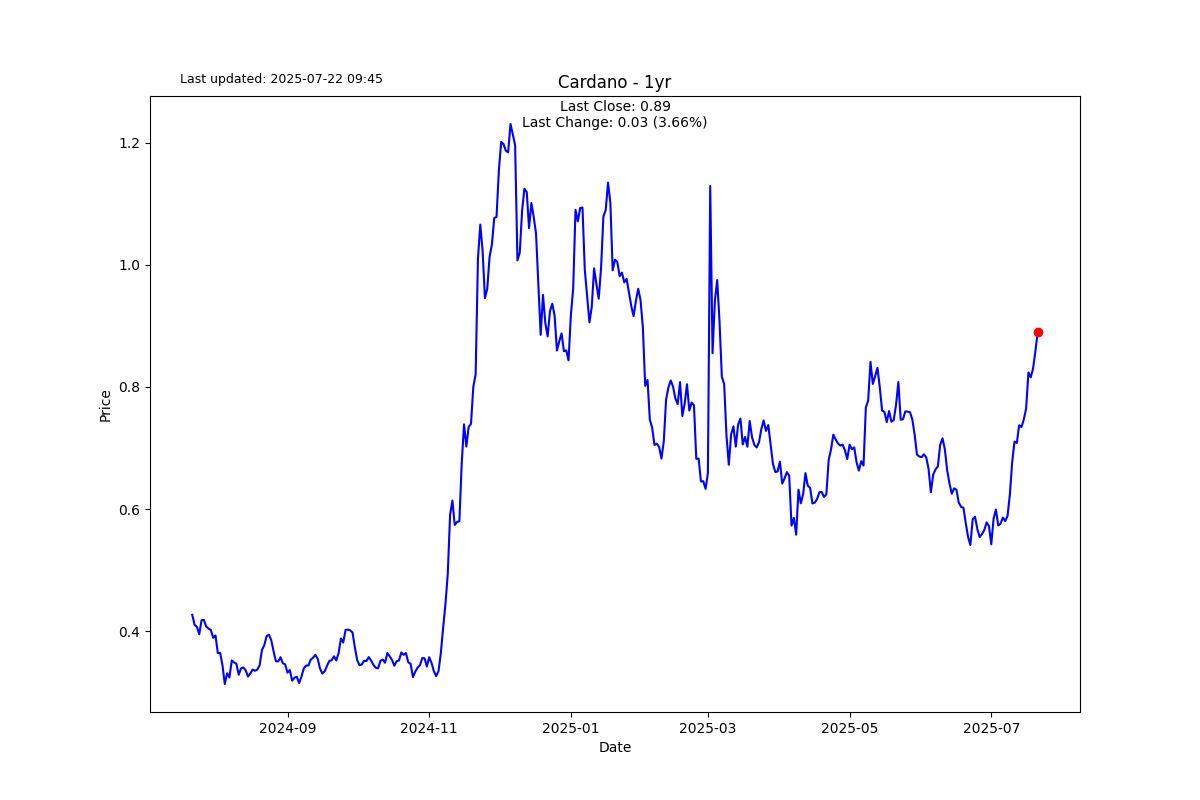 Last updated: 2025-07-22 09:45
Cardano - 1yr
Last Close: 0.89
Last Change: 0.03 (3.66%)
Price
1.2
1.0
0.8
0.6
0.4
2024-09
2024-11
2025-01
2025-03
2025-05
2025-07
Date